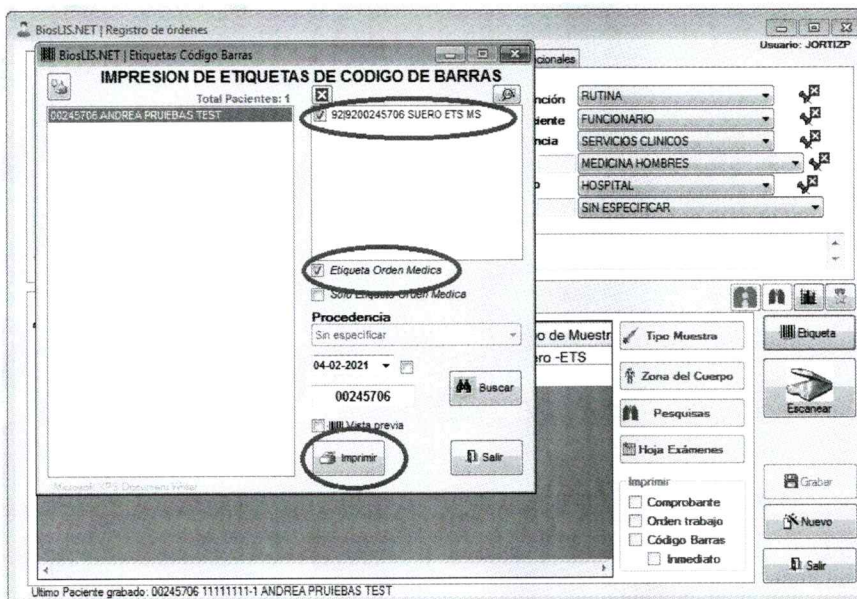 BiosLIS.NET | Registro de órdenes
Usuario: JORTIZP
BiosLIS.NET | Etiquetas Código Barras
IMPRESION DE ETIQUETAS DE CODIGO DE BARRAS
Total Pacientes: 1
00245706 ANDREA PRUIEBAS TEST
92|9200245706 SUERO ETS MS
Etiqueta Orden Medica
Solo Etiqueta Orden Medica
Procedencia
Sin especificar
04-02-2021
00245706
Buscar
Vista previa
Imprimir
Salir
Microsoft XPS Document Writer
icionales
nción
RUTINA
iente
FUNCIONARIO
ncia
SERVICIOS CLINICOS
MEDICINA HOMBRES
HOSPITAL
SIN ESPECIFICAR
o de Muestr
ero -ETS
Tipo Muestra
Zona del Cuerpo
Pesquisas
Hoja Exámenes
Imprimir
Comprobante
Orden trabajo
Código Barras
Inmediato
Etiqueta
Escanear
Grabar
Nuevo
Salir
Ultimo Paciente grabado: 00245706 11111111-1 ANDREA PRUIEBAS TEST